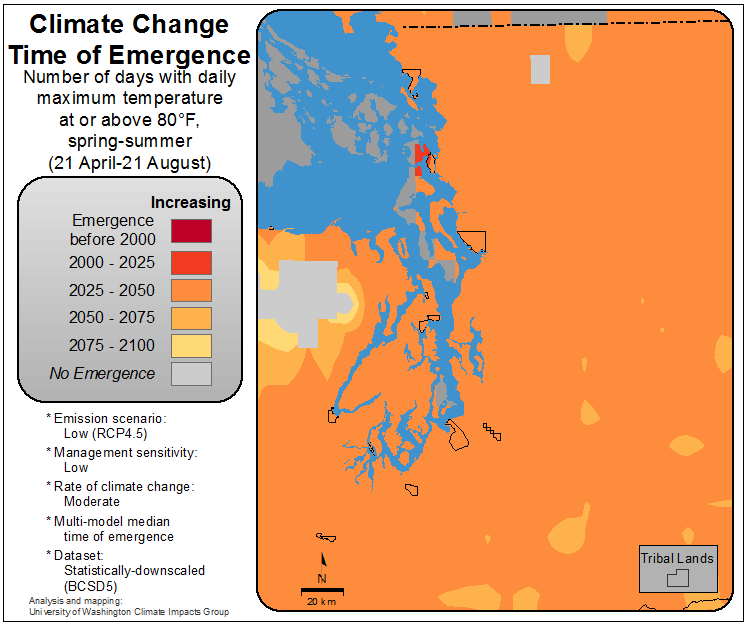 Climate Change
Time of Emergence
Number of days with daily
maximum temperature
at or above 80°F,
spring-summer
(21 April-21 August)
Increasing
Emergence
before 2000
2000 - 2025
2025 - 2050
2050 - 2075
2075 - 2100
No Emergence
* Emission scenario:
Low (RCP4.5)
* Management sensitivity:
Low
* Rate of climate change:
Moderate
* Multi-model median
time of emergence
* Dataset:
Statistically-downscaled
(BCSD5)
Analysis and mapping:
University of Washington Climate Impacts Group
N
20 km
Tribal Lands